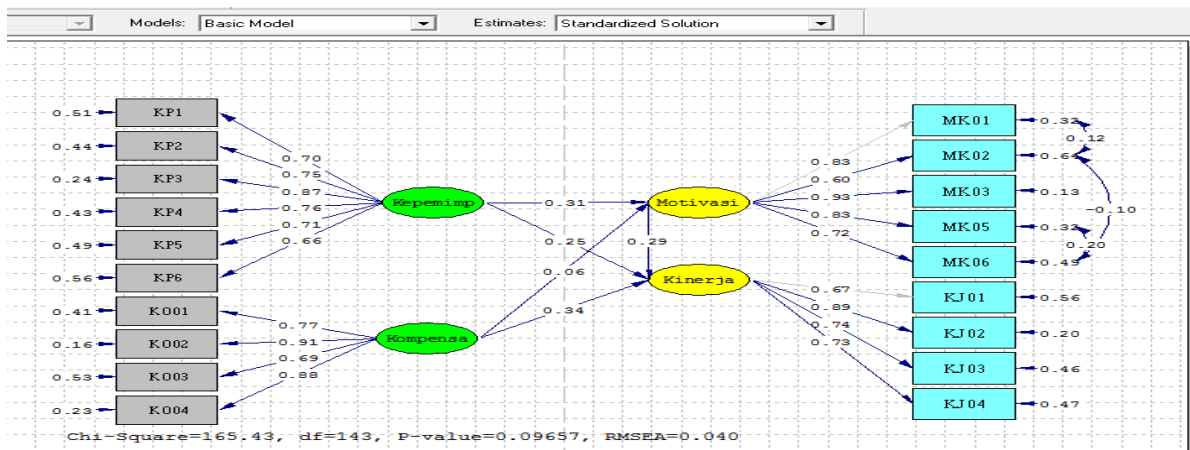 Models: Basic Model Estimates: Standardized Solution
0.51 KP1
0.44 KP2
0.24 KP3
0.43 KP4
0.49 KP5
0.56 KP6
0.41 KO01
0.16 KO02
0.53 KO03
0.23 KO04
0.70
0.75
0.87
0.76
0.71
0.66
0.77
0.91
0.69
0.88
Kepemimp
Kompensa
0.31
0.25
0.29
0.06
0.34
Motivasi
Kinerja
0.83
0.60
0.93
0.83
0.72
0.67
0.89
0.74
0.73
MK01 0.32
MK02 0.64
MK03 0.13
MK05 0.32
MK06 0.49
KJ01 0.56
KJ02 0.20
KJ03 0.46
KJ04 0.47
0.12
-0.10
0.20
Chi-Square=165.43, df=143, P-value=0.09657, RMSEA=0.040